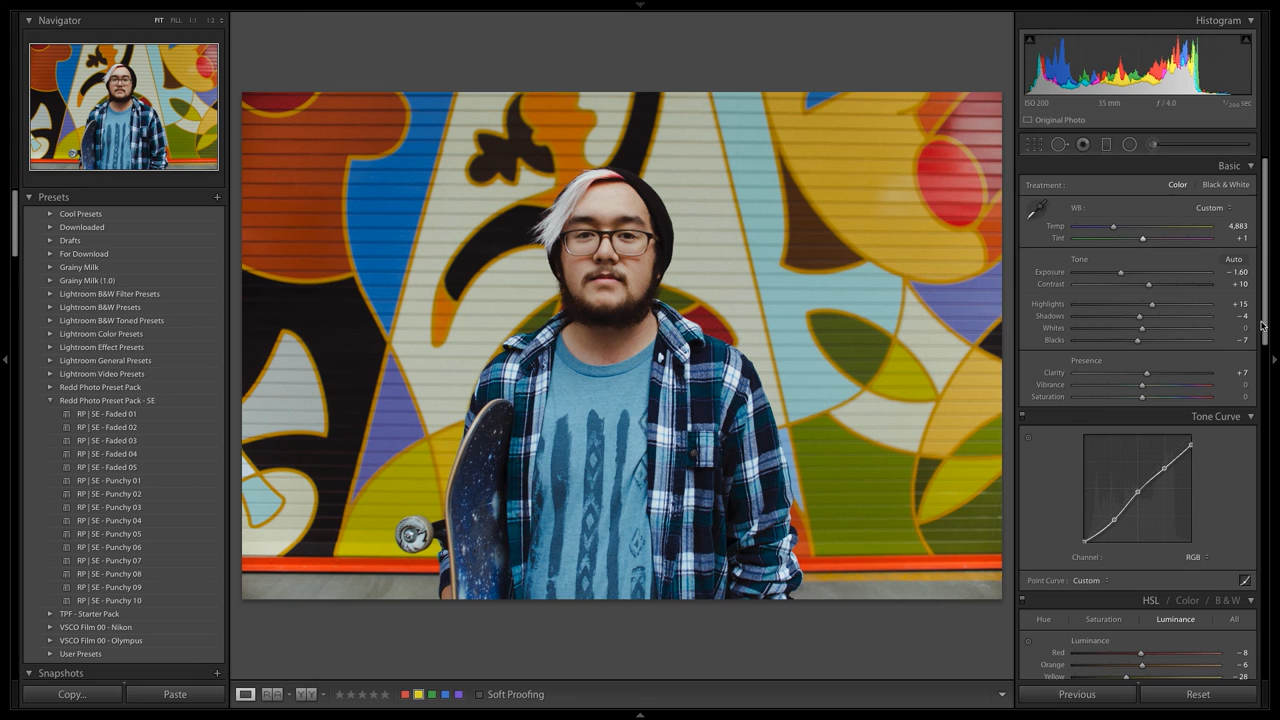 Navigator
FIT FILL 1:1 1:2
Presets +
Cool Presets
Downloaded
Drafts
For Download
Grainy Milk
Grainy Milk (1.0)
Lightroom B&W Filter Presets
Lightroom B&W Presets
Lightroom B&W Toned Presets
Lightroom Color Presets
Lightroom Effect Presets
Lightroom General Presets
Lightroom Video Presets
Redd Photo Preset Pack
Redd Photo Preset Pack - SE
RP | SE - Faded 01
RP | SE - Faded 02
RP | SE - Faded 03
RP | SE - Faded 04
RP | SE - Faded 05
RP | SE - Punchy 01
RP | SE - Punchy 02
RP | SE - Punchy 03
RP | SE - Punchy 04
RP | SE - Punchy 05
RP | SE - Punchy 06
RP | SE - Punchy 07
RP | SE - Punchy 08
RP | SE - Punchy 09
RP | SE - Punchy 10
TPF - Starter Pack
VSCO Film 00 - Nikon
VSCO Film 00 - Olympus
User Presets
Snapshots +
Copy... Paste
Soft Proofing
Histogram
ISO 200 35 mm ƒ / 4.0 1/200 sec
Original Photo
Basic
Treatment : Color Black & White
WB : Custom
Temp 4,883
Tint + 1
Tone Auto
Exposure − 1.60
Contrast + 10
Highlights + 15
Shadows − 4
Whites 0
Blacks − 7
Presence
Clarity + 7
Vibrance 0
Saturation 0
Tone Curve
Channel : RGB
Point Curve : Custom
HSL / Color / B & W
Hue Saturation Luminance All
Luminance
Red − 8
Orange − 6
Yellow − 28
Previous Reset